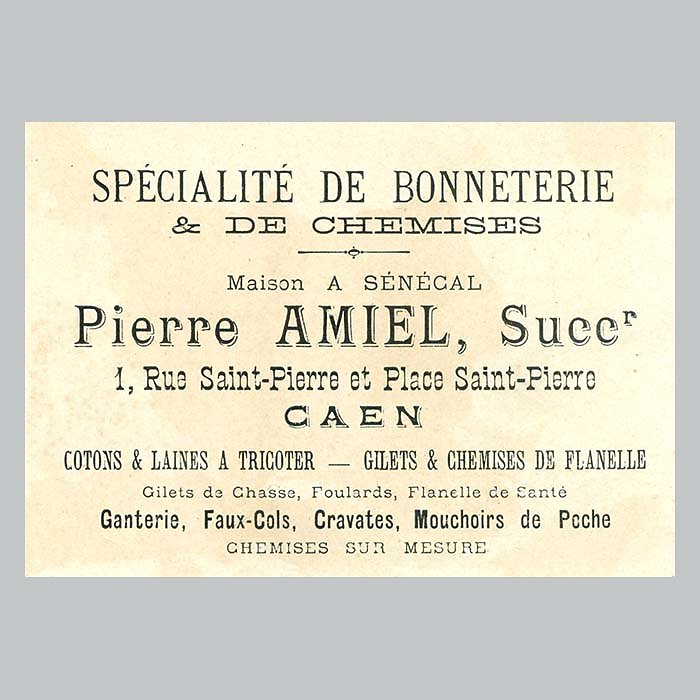 SPÉCIALITÉ DE BONNETERIE
& DE CHEMISES
Maison A SÉNÉCAL
Pierre AMIEL, Succr
1, Rue Saint-Pierre et Place Saint-Pierre
CAEN
COTONS & LAINES A TRICOTER — GILETS & CHEMISES DE FLANELLE
Gilets de Chasse, Foulards, Flanelle de Santé
Ganterie, Faux-Cols, Cravates, Mouchoirs de Poche
CHEMISES SUR MESURE